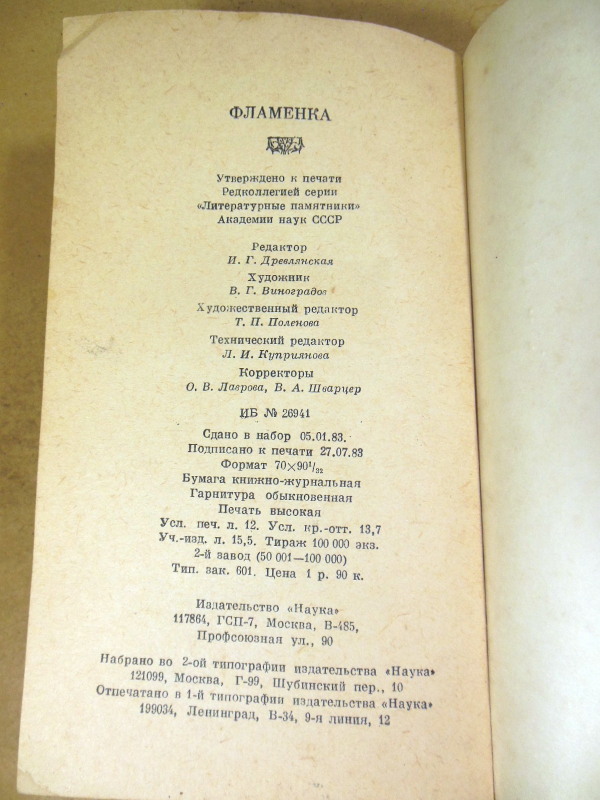 ФЛАМЕНКА
Утверждено к печати
Редколлегией серии
«Литературные памятники»
Академии наук СССР
Редактор
И. Г. Древлянская
Художник
В. Г. Виноградов
Художественный редактор
Т. П. Поленова
Технический редактор
Л. И. Куприянова
Корректоры
О. В. Лаврова, В. А. Шварцер
ИБ № 26941
Сдано в набор 05.01.83.
Подписано к печати 27.07.83
Формат 70×90¹/₃₂
Бумага книжно-журнальная
Гарнитура обыкновенная
Печать высокая
Усл. печ. л. 12. Усл. кр.-отт. 13,7
Уч.-изд. л. 15,5. Тираж 100 000 экз.
2-й завод (50 001—100 000)
Тип. зак. 601. Цена 1 р. 90 к.
Издательство «Наука»
117864, ГСП-7, Москва, В-485,
Профсоюзная ул., 90
Набрано во 2-ой типографии издательства «Наука»
121099, Москва, Г-99, Шубинский пер., 10
Отпечатано в 1-й типографии издательства «Наука»
199034, Ленинград, В-34, 9-я линия, 12